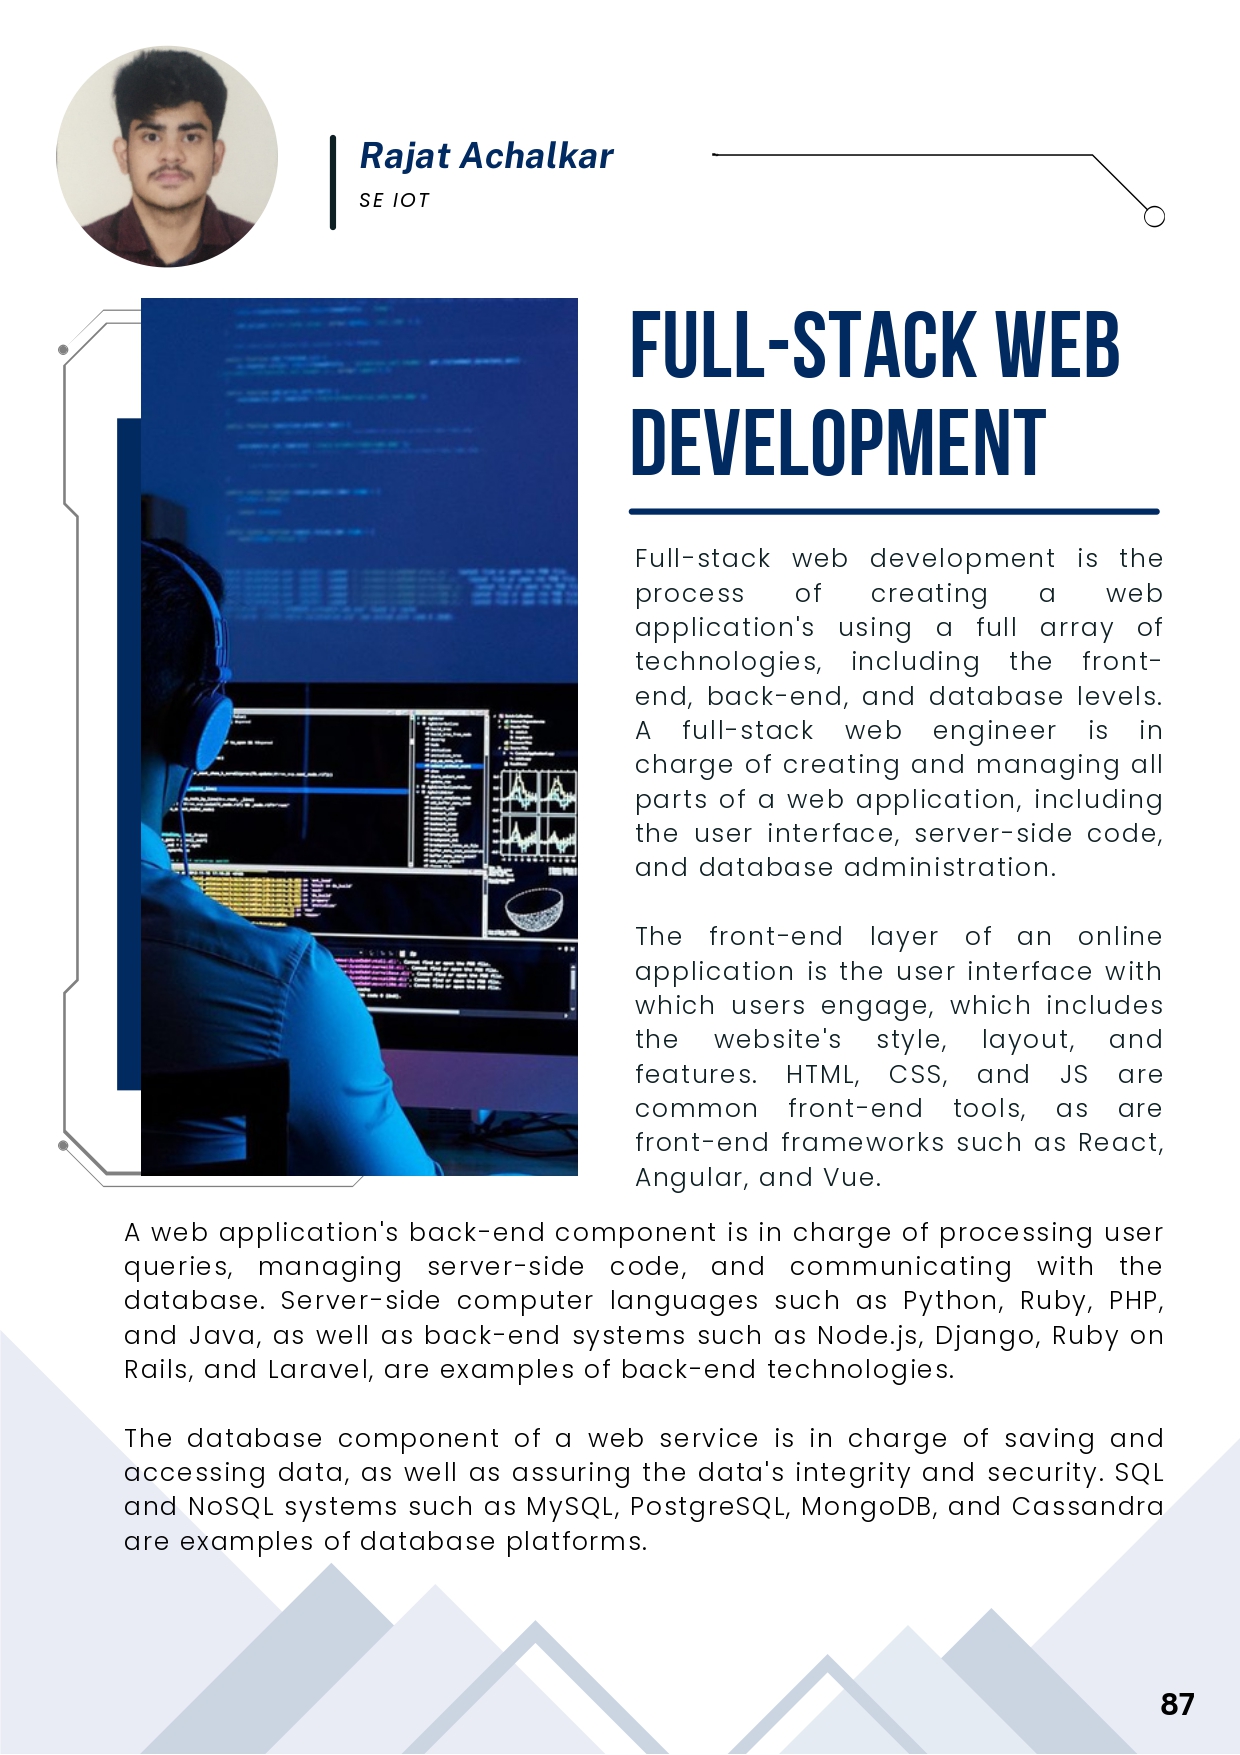 Rajat Achalkar
SE IOT
FULL-STACK WEB
DEVELOPMENT
Full-stack web development is the
process of creating a web
application's using a full array of
technologies, including the front-
end, back-end, and database levels.
A full-stack web engineer is in
charge of creating and managing all
parts of a web application, including
the user interface, server-side code,
and database administration.
The front-end layer of an online
application is the user interface with
which users engage, which includes
the website's style, layout, and
features. HTML, CSS, and JS are
common front-end tools, as are
front-end frameworks such as React,
Angular, and Vue.
A web application's back-end component is in charge of processing user
queries, managing server-side code, and communicating with the
database. Server-side computer languages such as Python, Ruby, PHP,
and Java, as well as back-end systems such as Node.js, Django, Ruby on
Rails, and Laravel, are examples of back-end technologies.
The database component of a web service is in charge of saving and
accessing data, as well as assuring the data's integrity and security. SQL
and NoSQL systems such as MySQL, PostgreSQL, MongoDB, and Cassandra
are examples of database platforms.
87